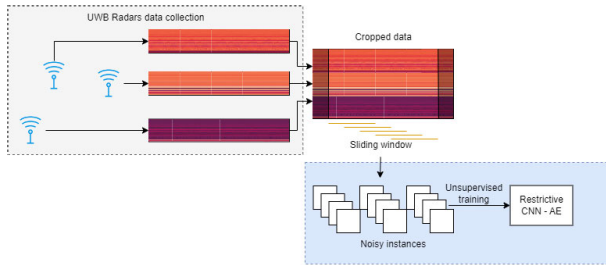 UWB Radars data collection
Cropped data
Sliding window
Unsupervised
training
Restrictive
CNN - AE
Noisy instances